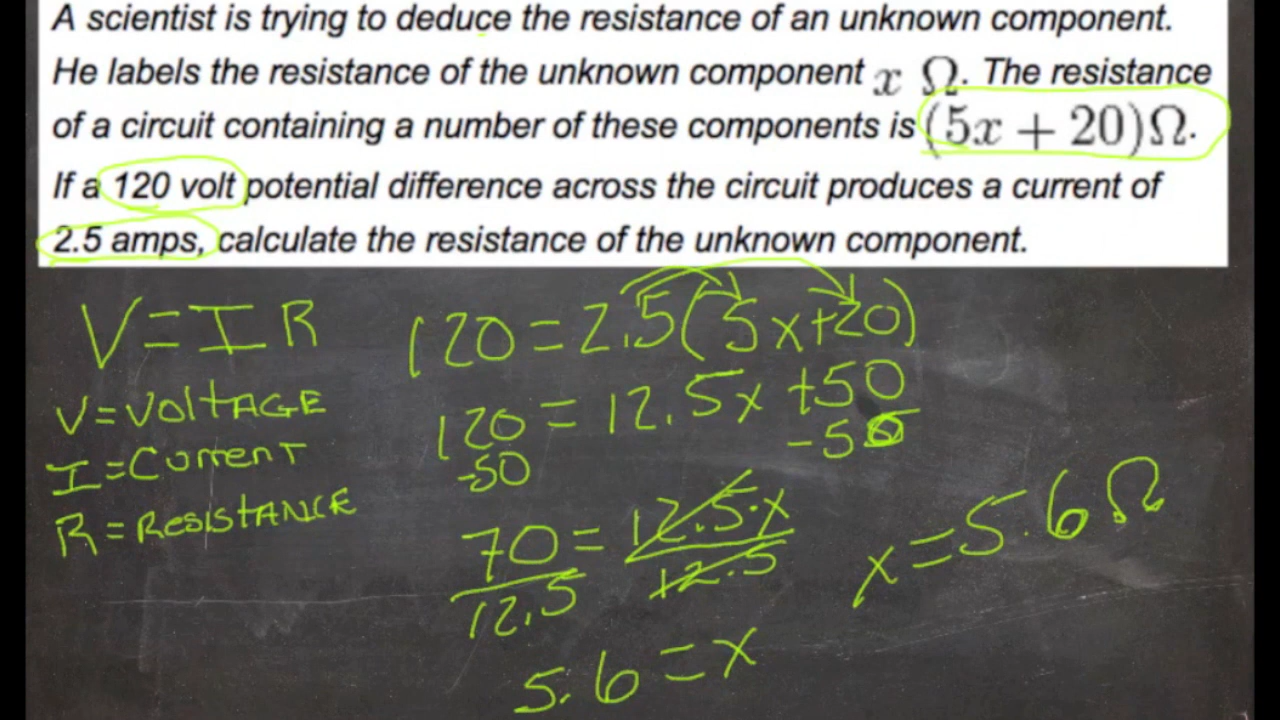 A scientist is trying to deduce the resistance of an unknown component.
He labels the resistance of the unknown component x Ω. The resistance
of a circuit containing a number of these components is (5x + 20)Ω.
If a 120 volt potential difference across the circuit produces a current of
2.5 amps, calculate the resistance of the unknown component.
V=IR
V=VOLTAGE
I=Current
R=RESISTANCE
120=2.5(5x+20)
120=12.5x+50
-50 -50
70=12.5·x
12.5 12.5
5.6=x
x=5.6Ω